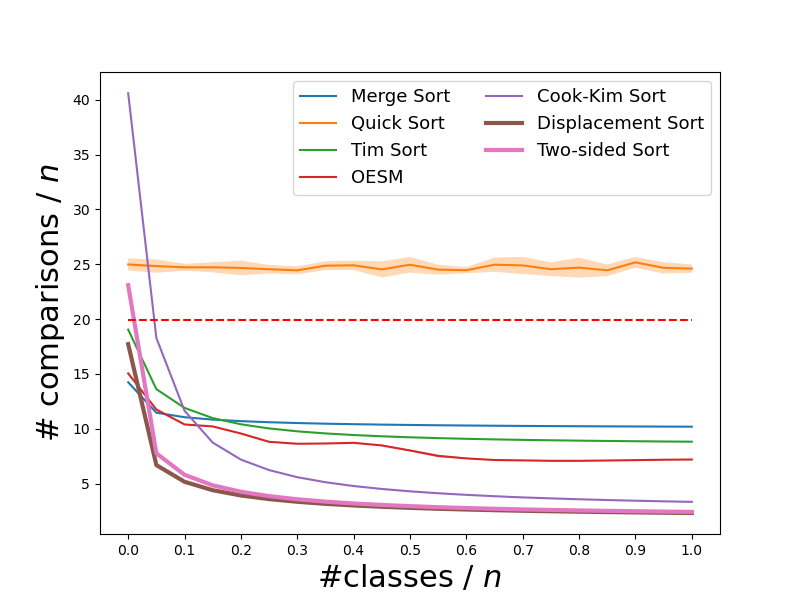 40
35
30
25
20
15
10
5
# comparisons / n
Merge Sort
Quick Sort
Tim Sort
OESM
Cook-Kim Sort
Displacement Sort
Two-sided Sort
0.0 0.1 0.2 0.3 0.4 0.5 0.6 0.7 0.8 0.9 1.0
#classes / n